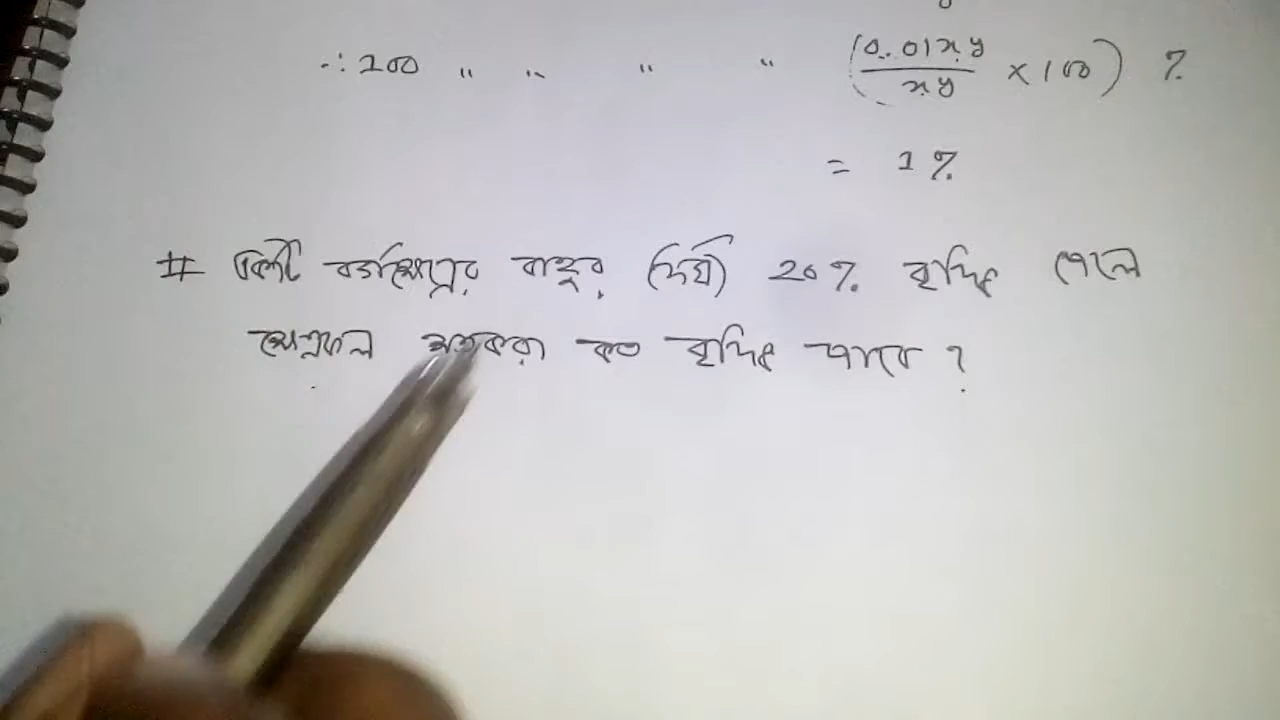 ∴ 100 " " " " (0.01xy/xy × 100) %
= 1%
# একটি বর্গক্ষেত্রের বাহুর দৈর্ঘ্য 20% বৃদ্ধি পেলে
ক্ষেত্রফল শতকরা কত বৃদ্ধি পাবে ?